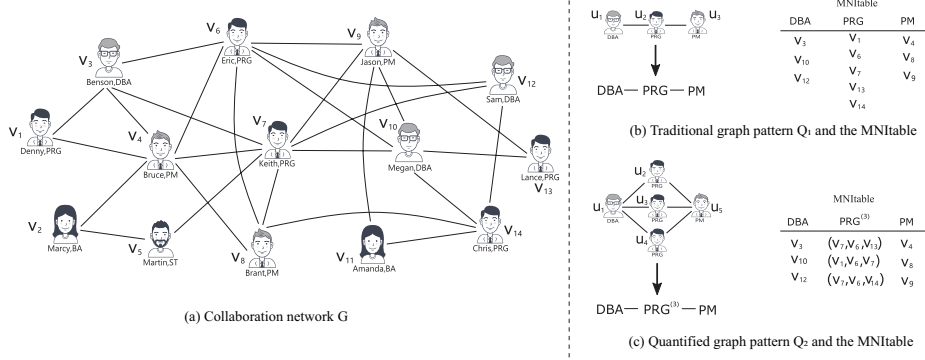 V₆
Eric,PRG
V₉
Jason,PM
V₃
Benson,DBA
V₁₂
Sam,DBA
V₁
Denny,PRG
V₄
Bruce,PM
V₇
Keith,PRG
V₁₀
Megan,DBA
Lance,PRG
V₁₃
V₂
Marcy,BA
V₅
Martin,ST
V₈
Brant,PM
V₁₁
Amanda,BA
V₁₄
Chris,PRG
(a) Collaboration network G
u₁ u₂ u₃
DBA PRG PM
DBA — PRG — PM
MNItable
DBA PRG PM
V₃ V₁ V₄
V₁₀ V₆ V₈
V₁₂ V₇ V₉
V₁₃
V₁₄
(b) Traditional graph pattern Q₁ and the MNItable
u₂
PRG
u₁ u₃ u₅
DBA PRG PM
u₄
PRG
DBA — PRG⁽³⁾ — PM
MNItable
DBA PRG⁽³⁾ PM
V₃ (V₇,V₆,V₁₃) V₄
V₁₀ (V₁,V₆,V₇) V₈
V₁₂ (V₇,V₆,V₁₄) V₉
(c) Quantified graph pattern Q₂ and the MNItable